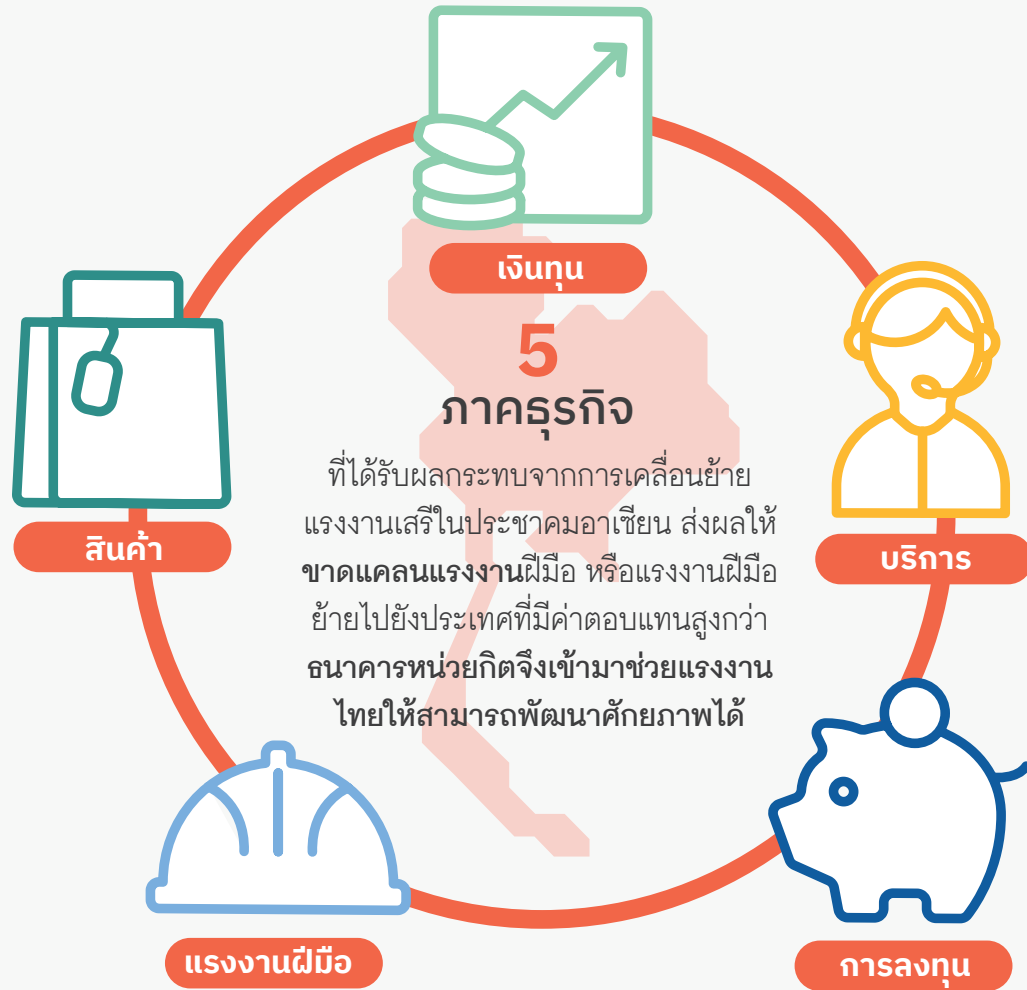 เงินทุน
5
ภาคธุรกิจ
ที่ได้รับผลกระทบจากการเคลื่อนย้าย
แรงงานเสรีในประชาคมอาเซียน ส่งผลให้
ขาดแคลนแรงงานฝีมือ หรือแรงงานฝีมือ
ย้ายไปยังประเทศที่มีค่าตอบแทนสูงกว่า
ธนาคารหน่วยกิตจึงเข้ามาช่วยแรงงาน
ไทยให้สามารถพัฒนาศักยภาพได้
สินค้า
บริการ
แรงงานฝีมือ
การลงทุน